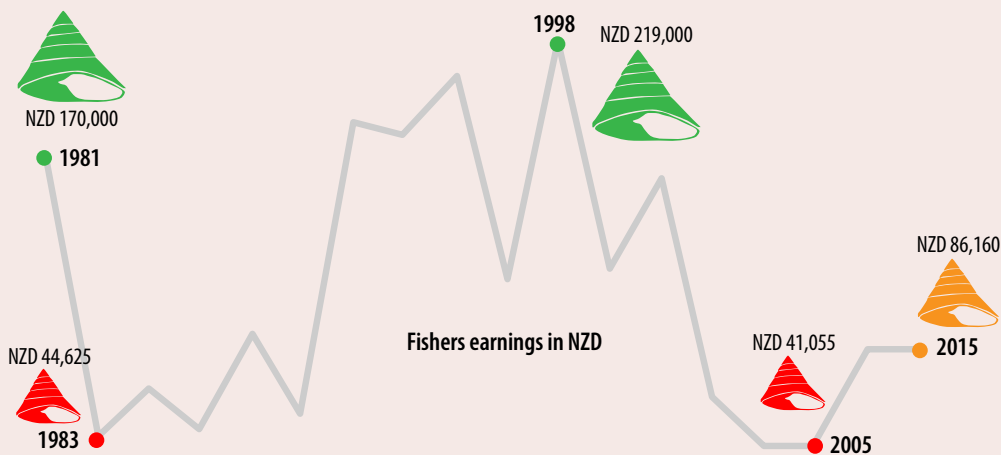 NZD 170,000
1981
NZD 44,625
1983
1998
NZD 219,000
Fishers earnings in NZD
NZD 41,055
2005
NZD 86,160
2015